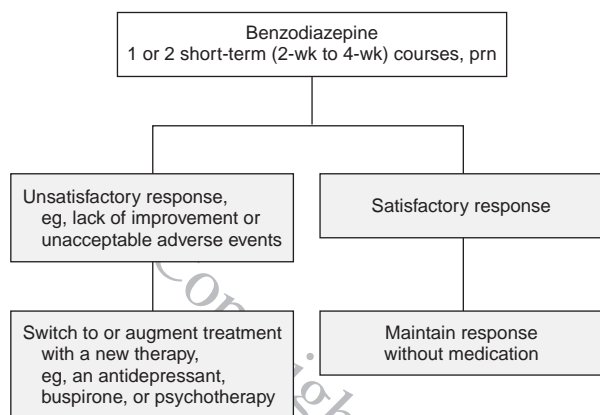 Benzodiazepine
1 or 2 short-term (2-wk to 4-wk) courses, prn
Unsatisfactory response,
eg, lack of improvement or
unacceptable adverse events
Satisfactory response
Switch to or augment treatment
with a new therapy,
eg, an antidepressant,
buspirone, or psychotherapy
Maintain response
without medication